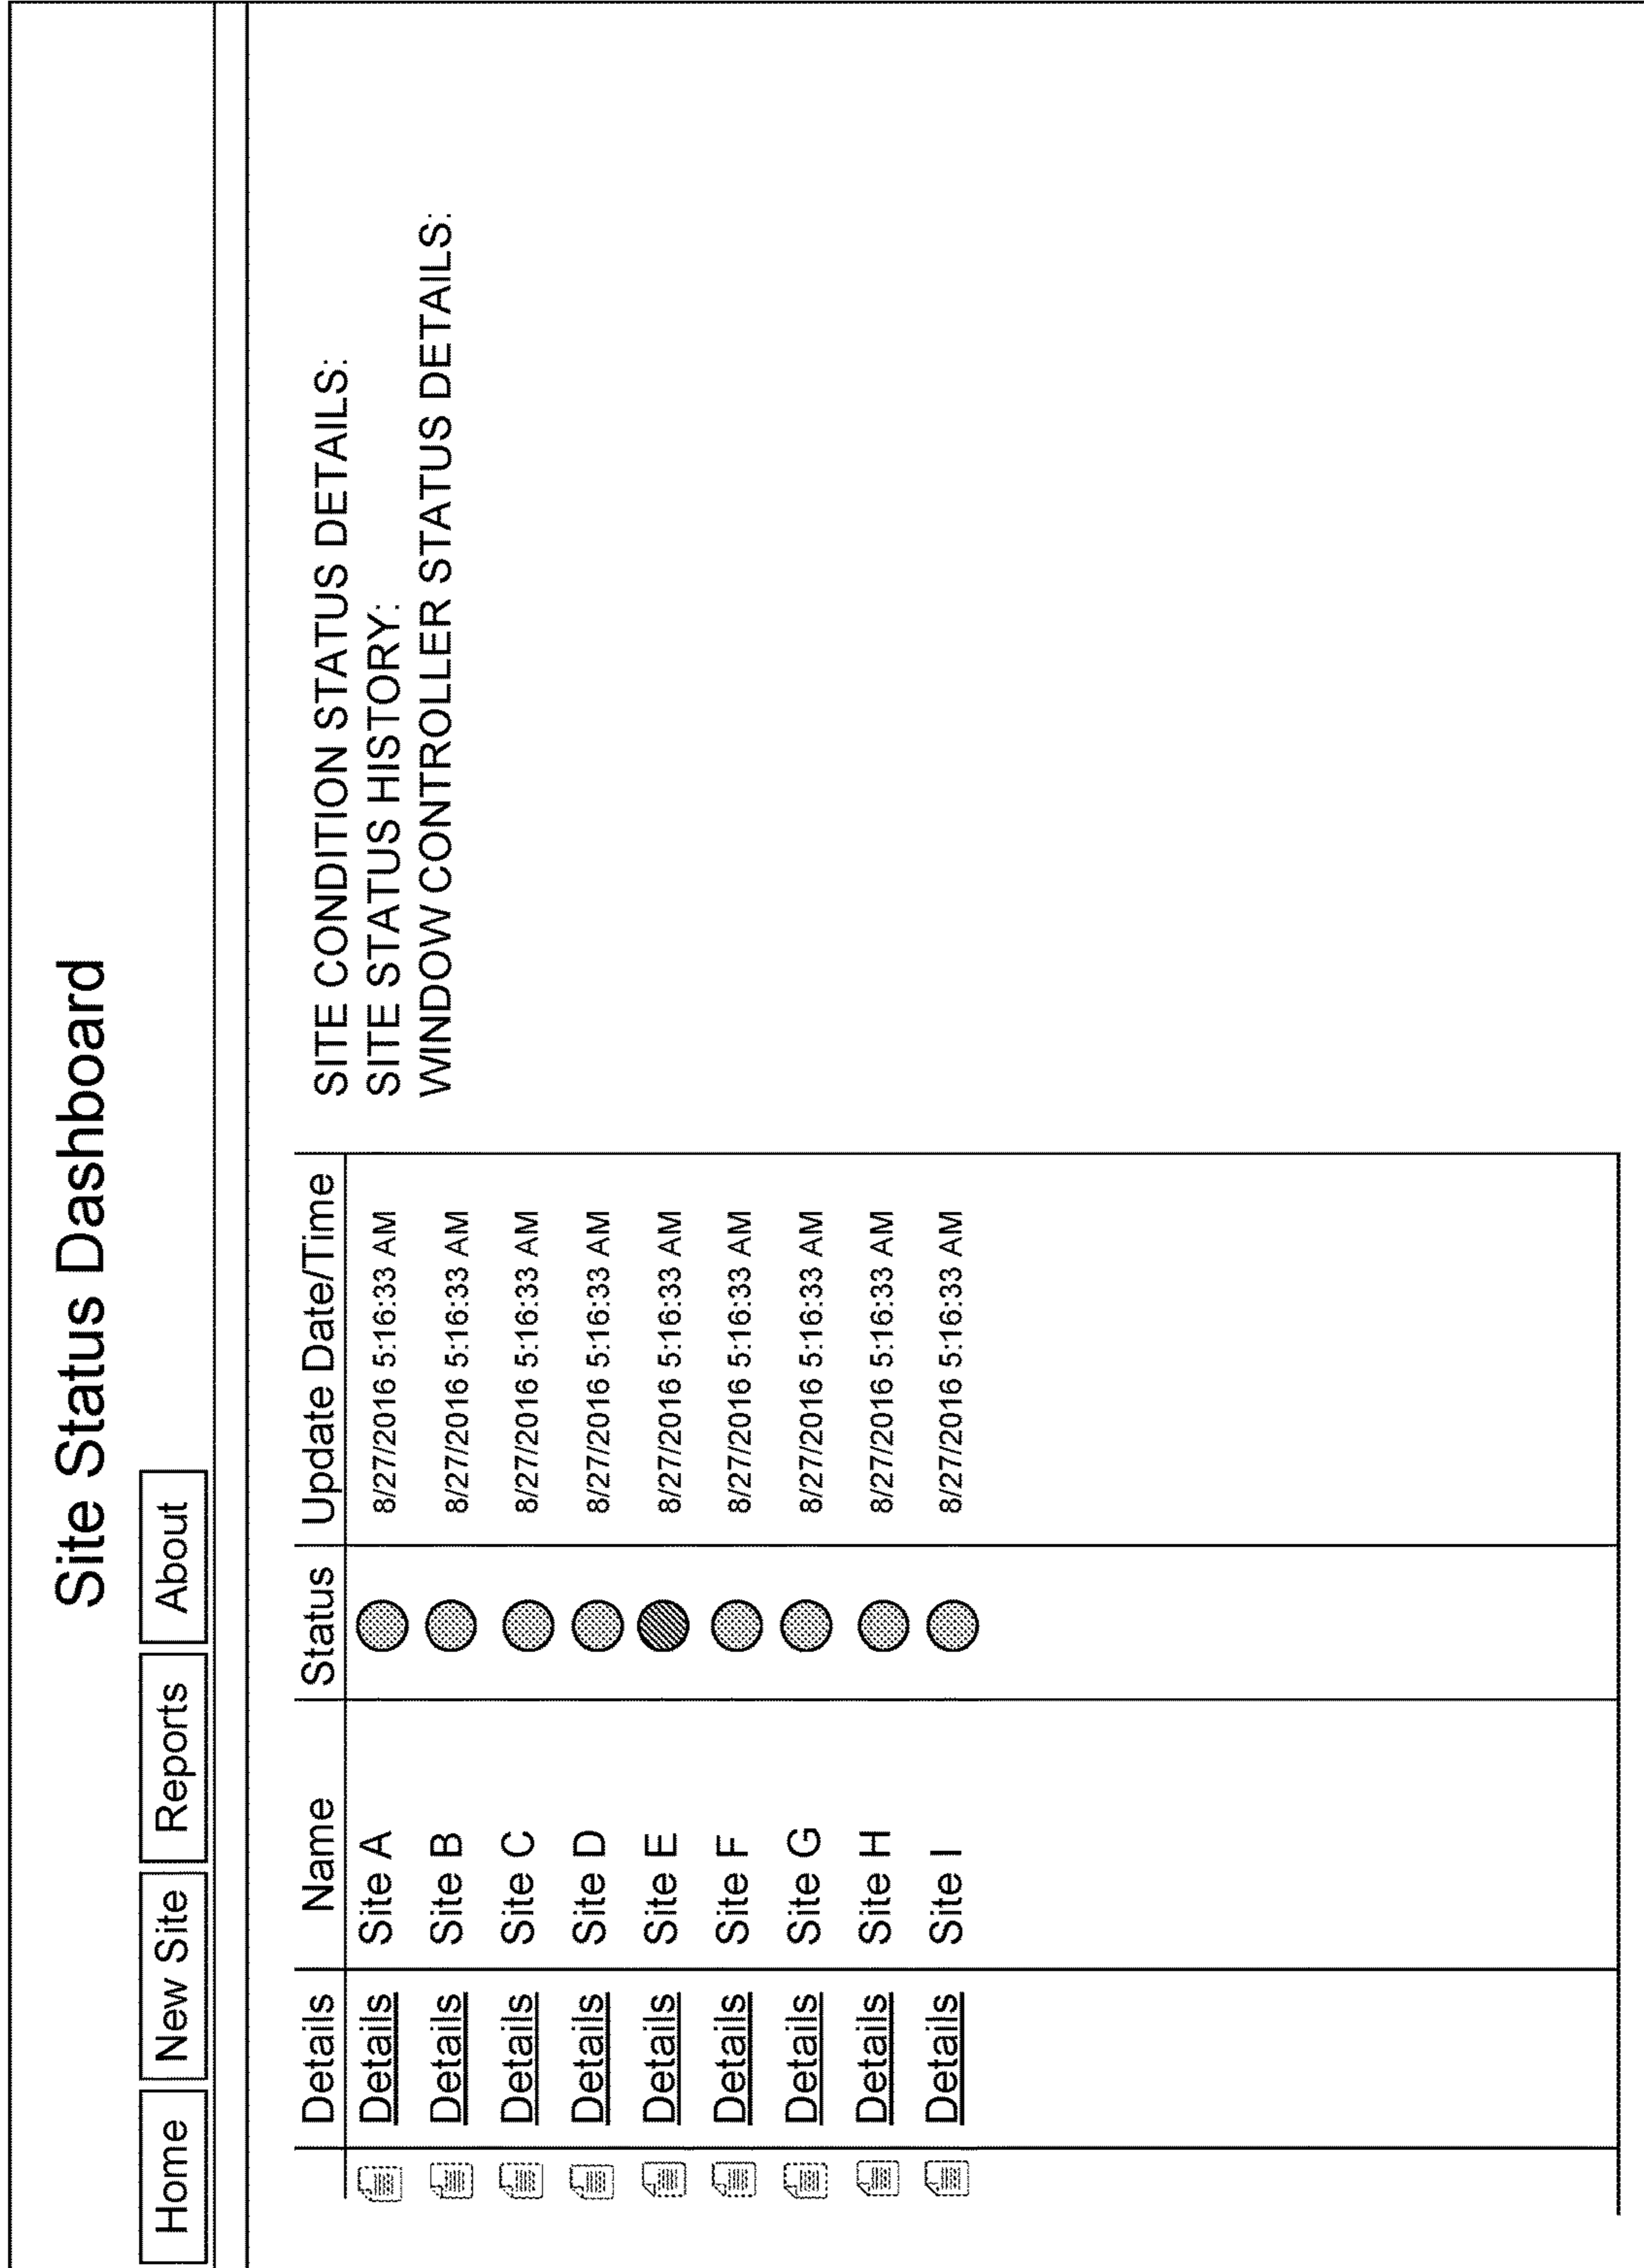 Site Status Dashboard
Home New Site Reports About
Details Name Status Update Date/Time
Details Site A 8/27/2016 5:16:33 AM
Details Site B 8/27/2016 5:16:33 AM
Details Site C 8/27/2016 5:16:33 AM
Details Site D 8/27/2016 5:16:33 AM
Details Site E 8/27/2016 5:16:33 AM
Details Site F 8/27/2016 5:16:33 AM
Details Site G 8/27/2016 5:16:33 AM
Details Site H 8/27/2016 5:16:33 AM
Details Site I 8/27/2016 5:16:33 AM
SITE CONDITION STATUS DETAILS:
SITE STATUS HISTORY:
WINDOW CONTROLLER STATUS DETAILS: